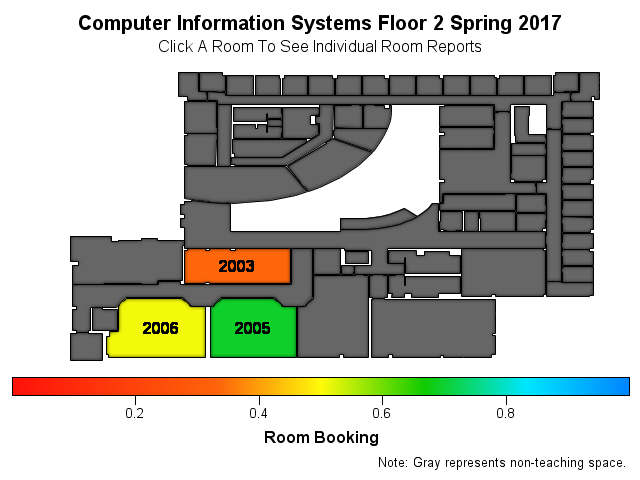 Computer Information Systems Floor 2 Spring 2017
Click A Room To See Individual Room Reports
2003
2006 2005
0.2 0.4 0.6 0.8
Room Booking
Note: Gray represents non-teaching space.